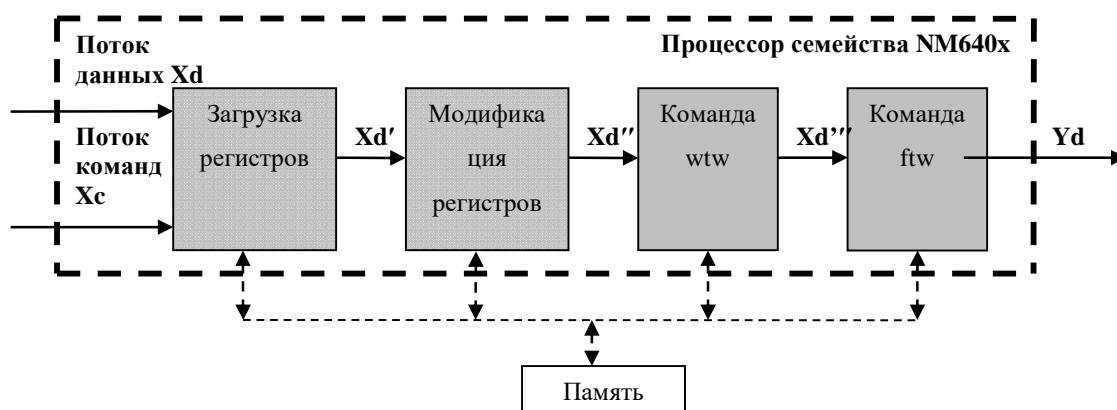 Поток
данных Xd
Процессор семейства NM640x
Поток
команд
Xc
Загрузка
регистров
Xd′
Модифика
ция
регистров
Xd′′
Команда
wtw
Xd’’’
Команда
ftw
Yd
Память